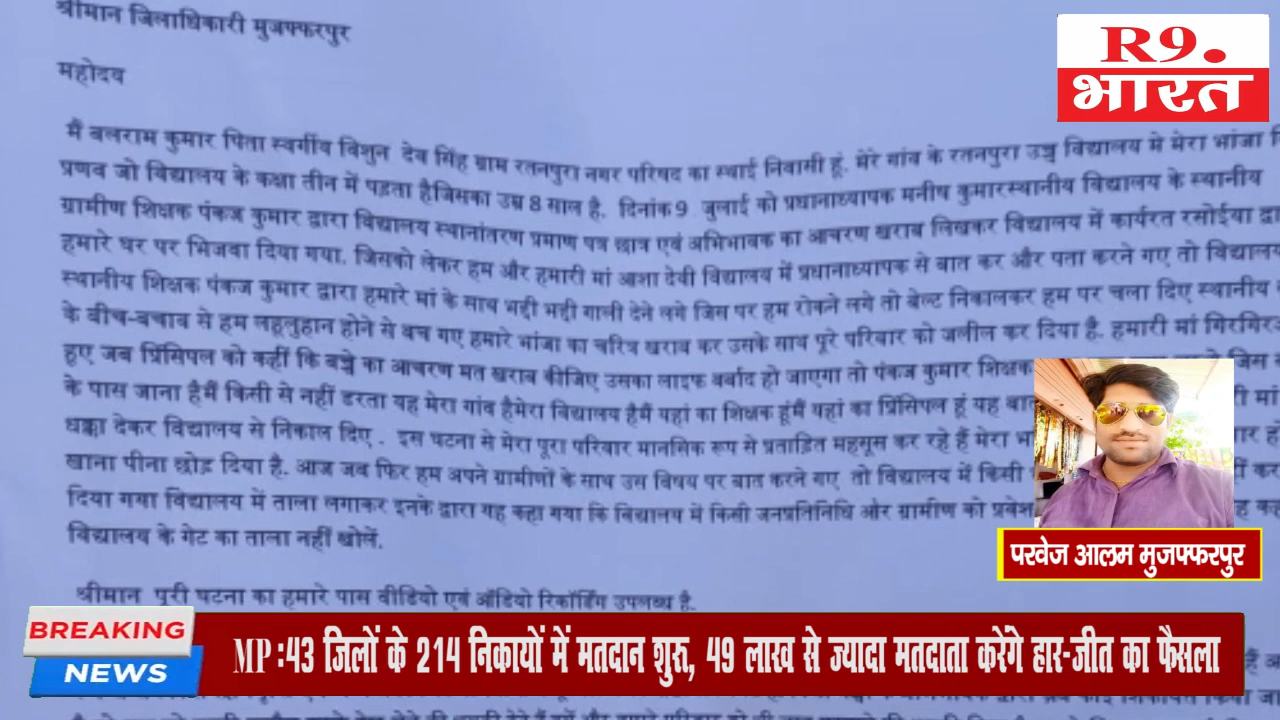 श्रीमान जिलाधिकारी मुजफ्फरपुर
R9.
भारत
महोदव
मैं बलराम कुमार पिता स्वर्गीय विशुन देव सिंह ग्राम रतनपुरा नगर परिषद का स्थाई निवासी हूं. मेरे गांव के रतनपुरा उच्च विद्यालय मे मेरा भांजा
प्रणव जो विद्यालय के कक्षा तीन में पड़ता हैजिसका उम्र 8 साल है. दिनांक 9 जुलाई को प्रधानाध्यापक मनीष कुमारस्थानीय विद्यालय के स्थानीय
ग्रामीण शिक्षक पंकज कुमार द्वारा विद्यालय स्थानांतरण प्रमाण पत्र छात्र एवं अभिभावक का आचरण खराब लिखकर विद्यालय में कार्यरत रसोईया
हमारे घर पर भिजवा दिया गया. जिसको लेकर हम और हमारी मां आशा देवी विद्यालय में प्रधानाध्यापक से बात कर और पता करने गए तो
स्थानीय शिक्षक पंकज कुमार द्वारा हमारे मां के साथ भद्दी भद्दी गाली देने लगे जिस पर हम रोकने लगे तो बेल्ट निकालकर हम पर चला दिए स्थानीय
के बीच-बचाव से हम लहूलुहान होने से बच गए हमारे भांजा का चरित्र खराब कर उसके साथ पूरे परिवार को जलील कर दिया है. हमारी मां
हुए जब प्रिंसिपल को कहीं कि बच्चे का आचरण मत खराब कीजिए उसका लाइफ बर्बाद हो जाएगा तो पंकज कुमार शिक्षक जिस
के पास जाना हैमैं किसी से नहीं डरता यह मेरा गांव हैमेरा विद्यालय हैमैं यहां का शिक्षक हूंमैं यहां का प्रिंसिपल हूं यह मां
धक्का देकर विद्यालय से निकाल दिए . इस घटना से मेरा पूरा परिवार मानसिक रूप से प्रताड़ित महसूस कर रहे हैं मेरा
खाना पीना छोड़ दिया है. आज जब फिर हम अपने ग्रामीणों के साथ उस विषय पर बात करने गए तो विद्यालय में किसी
दिया गया विद्यालय में ताला लगाकर इनके द्वारा यह कहा गया कि विद्यालय में किसी जनप्रतिनिधि और ग्रामीण को
विद्यालय के गेट का ताला नहीं खोलें.
परवेज आलम मुजफ्फरपुर
श्रीमान पूरी घटना का हमारे पास वीडियो एवं ऑडियो रिकॉर्डिंग उपलब्ध है.
BREAKING
NEWS
MP :43 जिलों के 214 निकायों में मतदान शुरू, 49 लाख से ज्यादा मतदाता करेंगे हार-जीत का फैसला